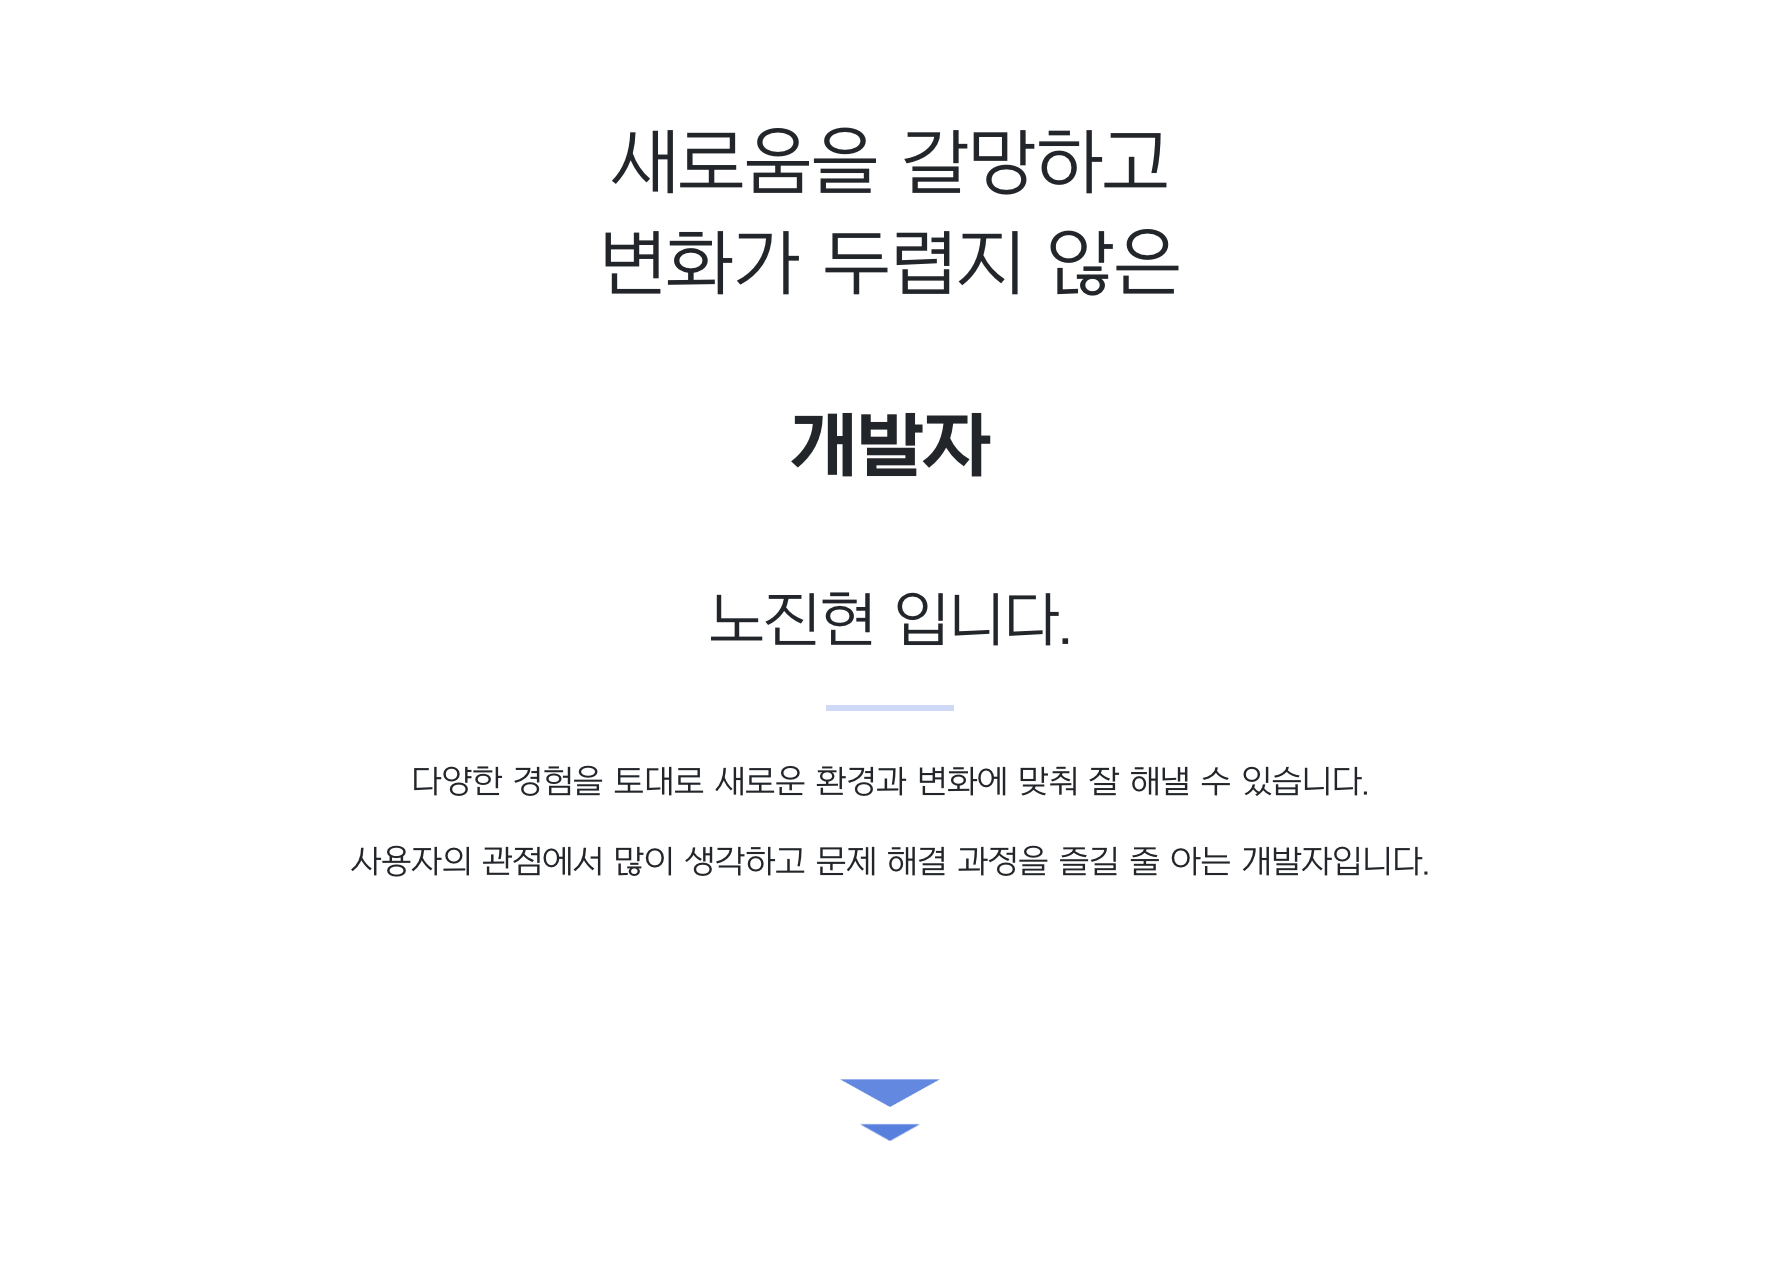 새로움을 갈망하고
변화가 두렵지 않은
개발자
노진현 입니다.
다양한 경험을 토대로 새로운 환경과 변화에 맞춰 잘 해낼 수 있습니다.
사용자의 관점에서 많이 생각하고 문제 해결 과정을 즐길 줄 아는 개발자입니다.